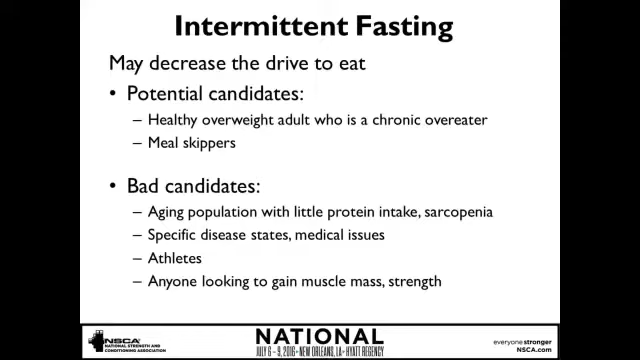 Intermittent Fasting
May decrease the drive to eat
• Potential candidates:
– Healthy overweight adult who is a chronic overeater
– Meal skippers
• Bad candidates:
– Aging population with little protein intake, sarcopenia
– Specific disease states, medical issues
– Athletes
– Anyone looking to gain muscle mass, strength
NSCA
NATIONAL STRENGTH AND
CONDITIONING ASSOCIATION
NATIONAL
JULY 6 – 9, 2016 • NEW ORLEANS, LA • HYATT REGENCY
everyonestronger
NSCA.com